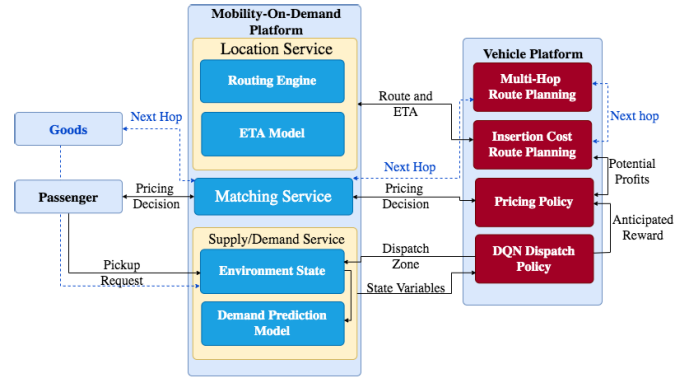 Mobility-On-Demand
Platform
Location Service
Routing Engine
ETA Model
Vehicle Platform
Multi-Hop
Route Planning
Route and
ETA
Next hop
Next Hop
Goods
Insertion Cost
Route Planning
Next Hop
Potential
Profits
Passenger
Pricing
Decision
Matching Service
Pricing
Decision
Pricing Policy
Anticipated
Reward
Supply/Demand Service
Environment State
Dispatch
Zone
DQN Dispatch
Policy
Pickup
Request
State Variables
Demand Prediction
Model